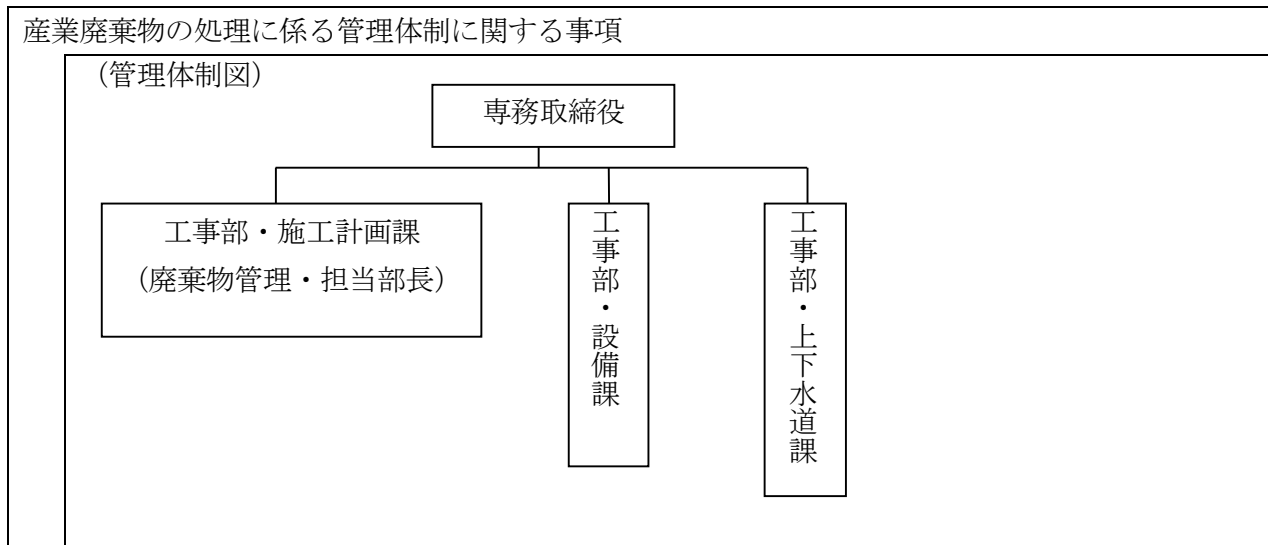 産業廃棄物の処理に係る管理体制に関する事項
（管理体制図）
専務取締役
工事部・施工計画課
（廃棄物管理・担当部長）
工事部・設備課
工事部・上下水道課